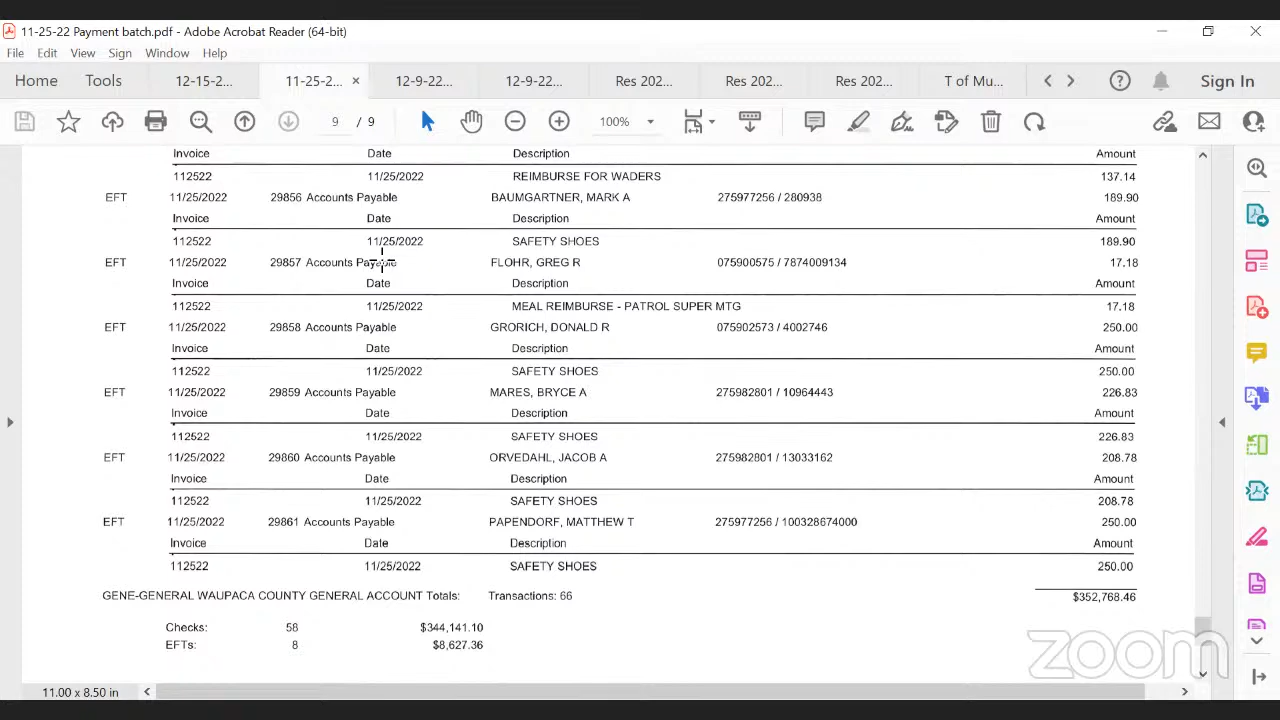 11-25-22 Payment batch.pdf - Adobe Acrobat Reader (64-bit)
File Edit View Sign Window Help
Home Tools 12-15-2... 11-25-2... × 12-9-22... 12-9-22... Res 202... Res 202... Res 202... T of Mu... Sign In
9 / 9 100%
Invoice Date Description Amount
112522 11/25/2022 REIMBURSE FOR WADERS 137.14
EFT 11/25/2022 29856 Accounts Payable BAUMGARTNER, MARK A 275977256 / 280938 189.90
Invoice Date Description Amount
112522 11/25/2022 SAFETY SHOES 189.90
EFT 11/25/2022 29857 Accounts Payable FLOHR, GREG R 075900575 / 7874009134 17.18
Invoice Date Description Amount
112522 11/25/2022 MEAL REIMBURSE - PATROL SUPER MTG 17.18
EFT 11/25/2022 29858 Accounts Payable GRORICH, DONALD R 075902573 / 4002746 250.00
Invoice Date Description Amount
112522 11/25/2022 SAFETY SHOES 250.00
EFT 11/25/2022 29859 Accounts Payable MARES, BRYCE A 275982801 / 10964443 226.83
Invoice Date Description Amount
112522 11/25/2022 SAFETY SHOES 226.83
EFT 11/25/2022 29860 Accounts Payable ORVEDAHL, JACOB A 275982801 / 13033162 208.78
Invoice Date Description Amount
112522 11/25/2022 SAFETY SHOES 208.78
EFT 11/25/2022 29861 Accounts Payable PAPENDORF, MATTHEW T 275977256 / 100328674000 250.00
Invoice Date Description Amount
112522 11/25/2022 SAFETY SHOES 250.00
GENE-GENERAL WAUPACA COUNTY GENERAL ACCOUNT Totals: Transactions: 66 $352,768.46
Checks: 58 $344,141.10
EFTs: 8 $8,627.36
zoom
11.00 x 8.50 in